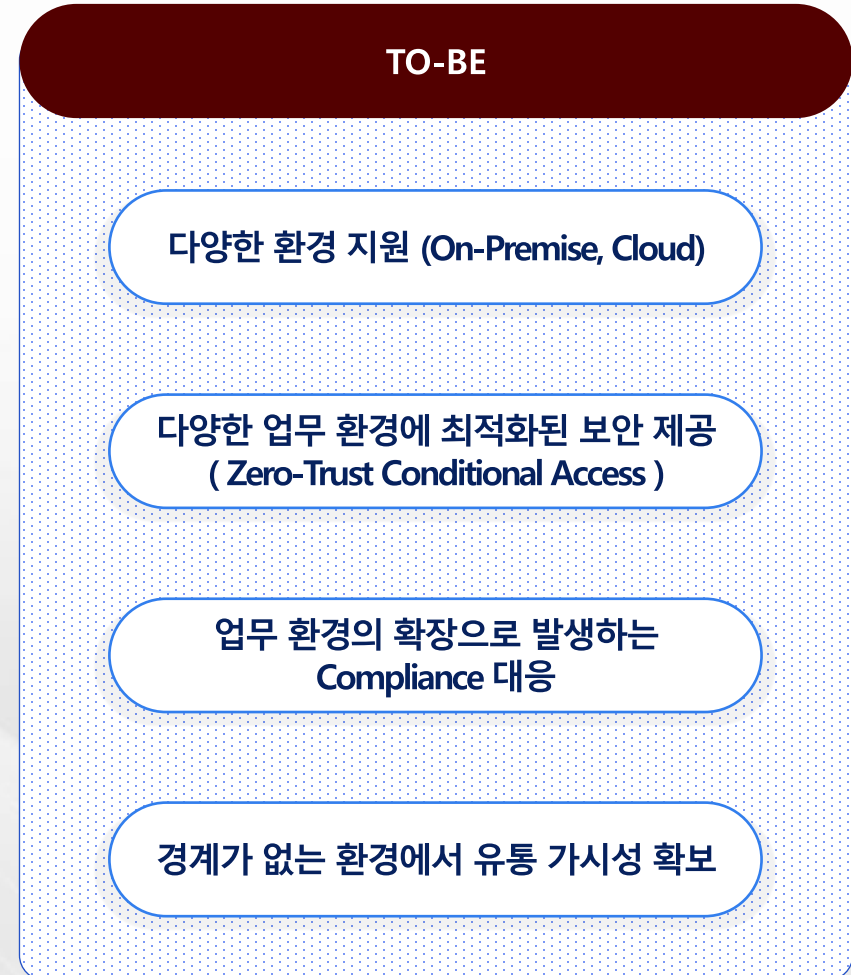 TO-BE
다양한 환경 지원 (On-Premise, Cloud)
다양한 업무 환경에 최적화된 보안 제공
( Zero-Trust Conditional Access )
업무 환경의 확장으로 발생하는
Compliance 대응
경계가 없는 환경에서 유통 가시성 확보